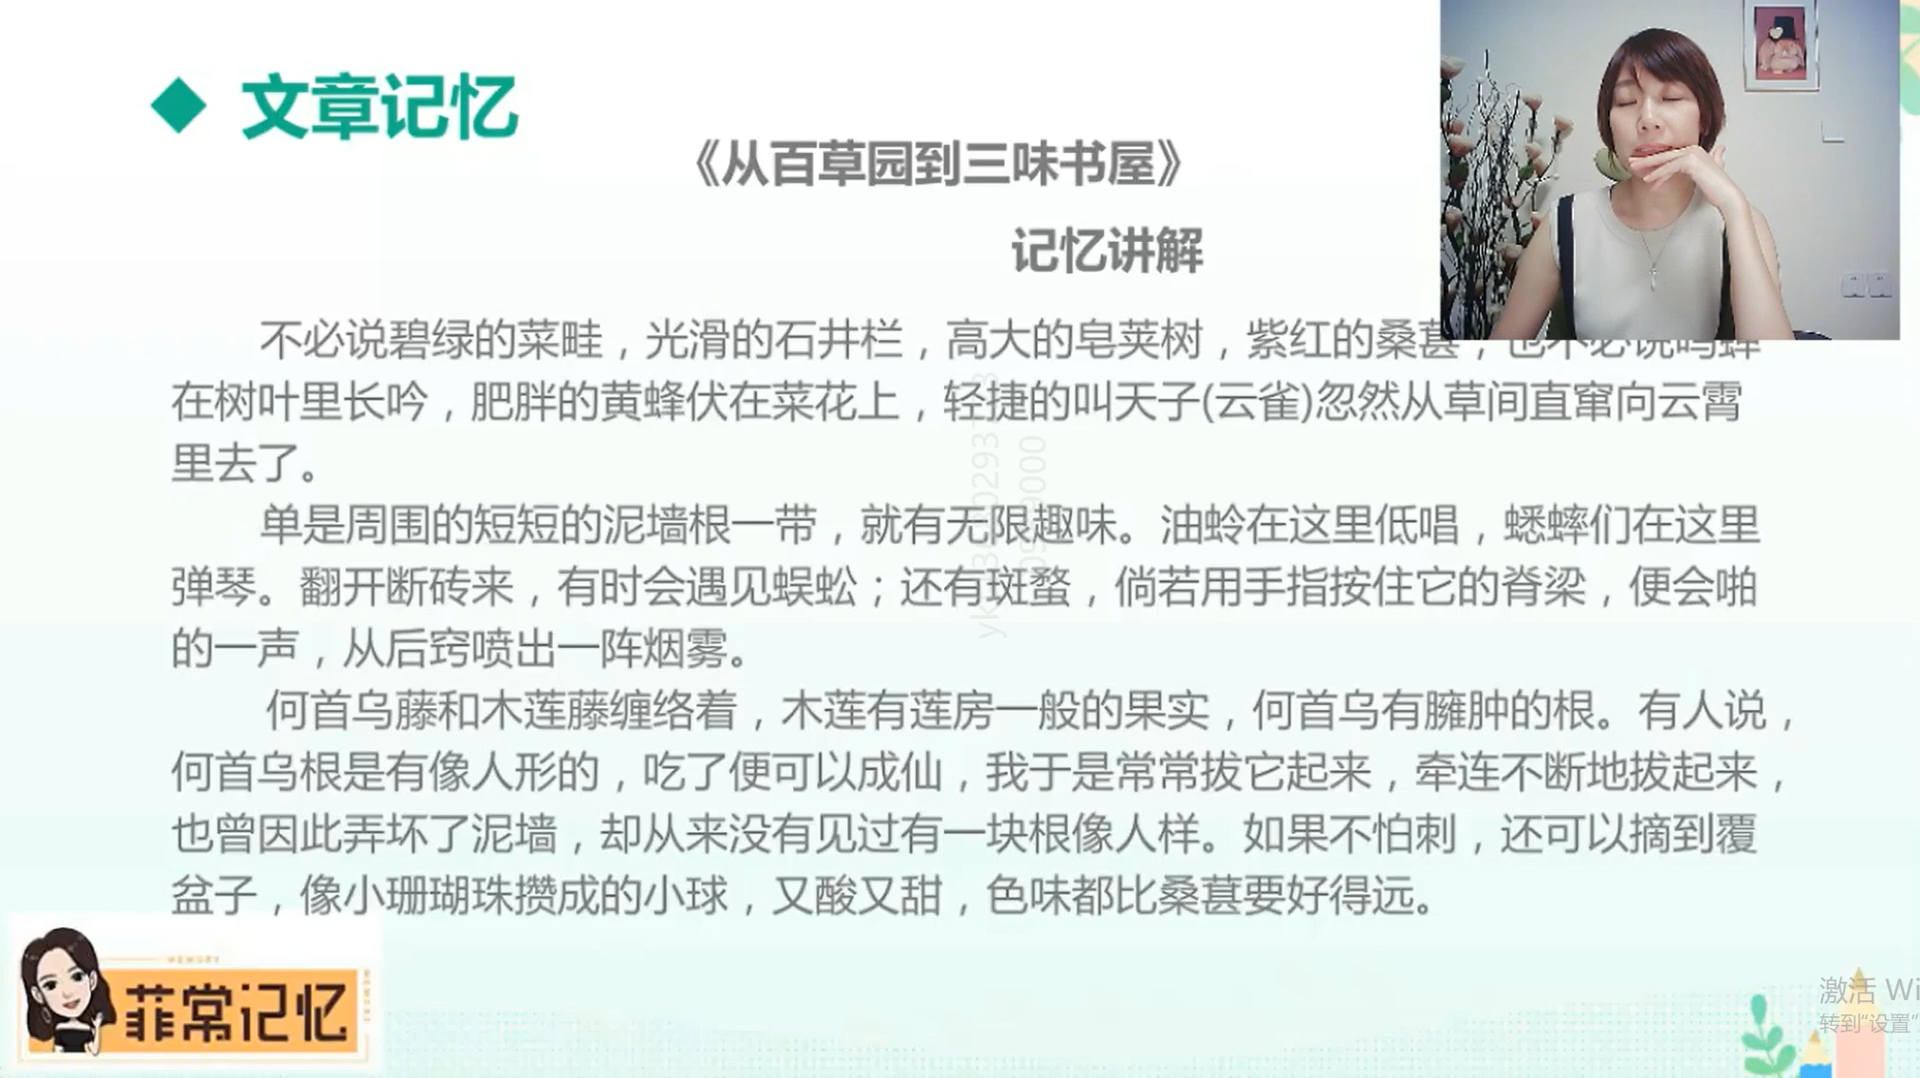 文章记忆
《从百草园到三味书屋》
记忆讲解
不必说碧绿的菜畦，光滑的石井栏，高大的皂荚树，紫红的桑葚，也不必说鸣蝉
在树叶里长吟，肥胖的黄蜂伏在菜花上，轻捷的叫天子(云雀)忽然从草间直窜向云霄
里去了。
单是周围的短短的泥墙根一带，就有无限趣味。油蛉在这里低唱，蟋蟀们在这里
弹琴。翻开断砖来，有时会遇见蜈蚣；还有斑蝥，倘若用手指按住它的脊梁，便会啪
的一声，从后窍喷出一阵烟雾。
何首乌藤和木莲藤缠络着，木莲有莲房一般的果实，何首乌有臃肿的根。有人说，
何首乌根是有像人形的，吃了便可以成仙，我于是常常拔它起来，牵连不断地拔起来，
也曾因此弄坏了泥墙，却从来没有见过有一块根像人样。如果不怕刺，还可以摘到覆
盆子，像小珊瑚珠攒成的小球，又酸又甜，色味都比桑葚要好得远。
MEMORY
菲常记忆
激活 Wi
转到"设置"